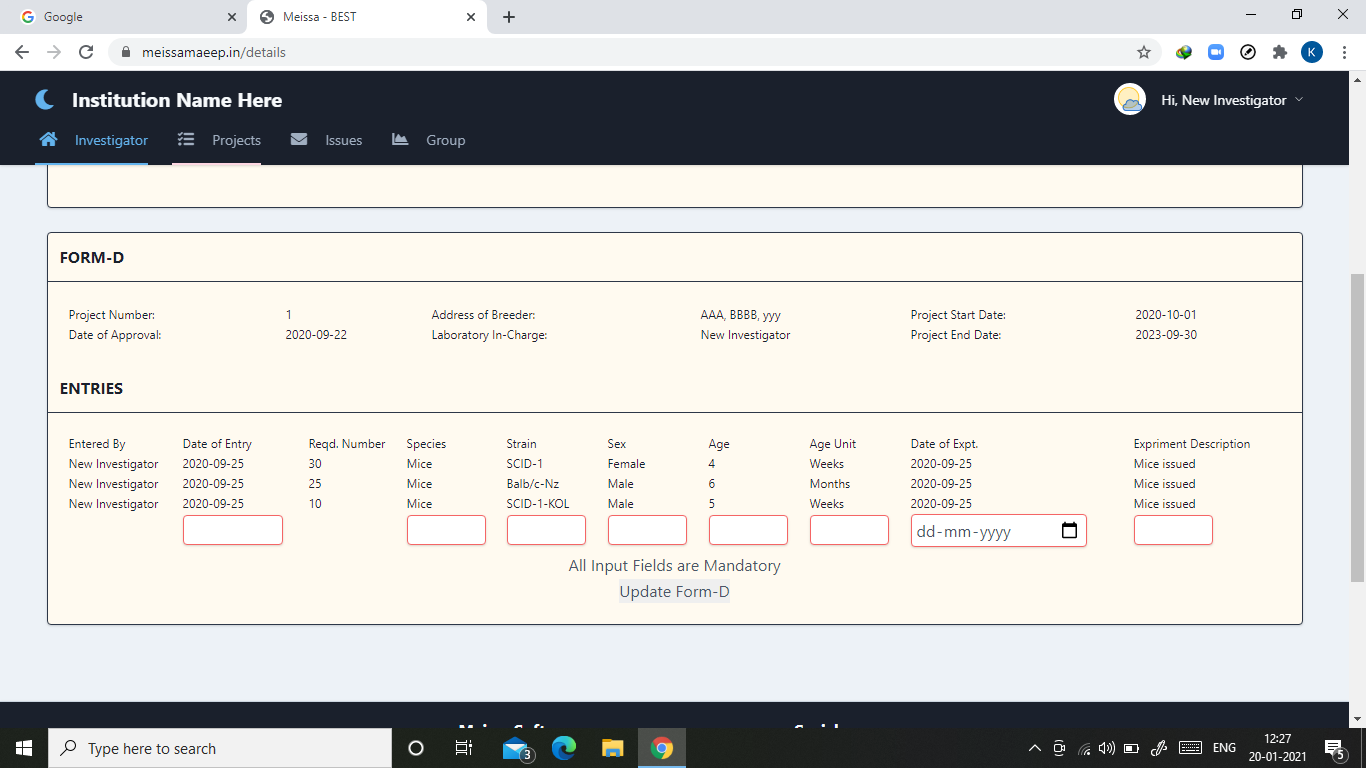 Google
Meissa - BEST
meissamaeep.in/details
K
Institution Name Here
Hi, New Investigator
Investigator Projects Issues Group
FORM-D
Project Number: 1 Address of Breeder: AAA, BBBB, yyy Project Start Date: 2020-10-01
Date of Approval: 2020-09-22 Laboratory In-Charge: New Investigator Project End Date: 2023-09-30
ENTRIES
Entered By Date of Entry Reqd. Number Species Strain Sex Age Age Unit Date of Expt. Expriment Description
New Investigator 2020-09-25 30 Mice SCID-1 Female 4 Weeks 2020-09-25 Mice issued
New Investigator 2020-09-25 25 Mice Balb/c-Nz Male 6 Months 2020-09-25 Mice issued
New Investigator 2020-09-25 10 Mice SCID-1-KOL Male 5 Weeks 2020-09-25 Mice issued
dd-mm-yyyy
All Input Fields are Mandatory
Update Form-D
Type here to search
3
ENG
12:27
20-01-2021
5